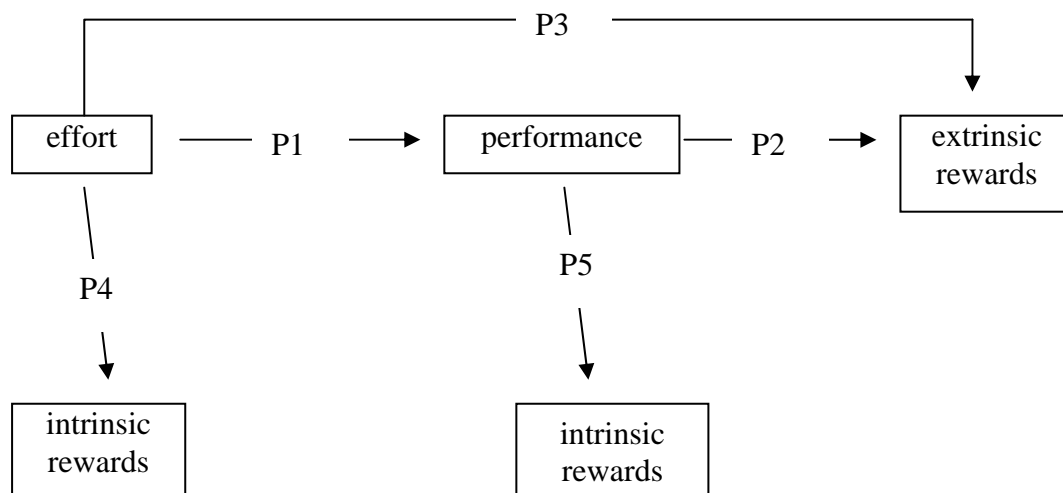 P3
effort
P1
performance
P2
extrinsic
rewards
P4
P5
intrinsic
rewards
intrinsic
rewards